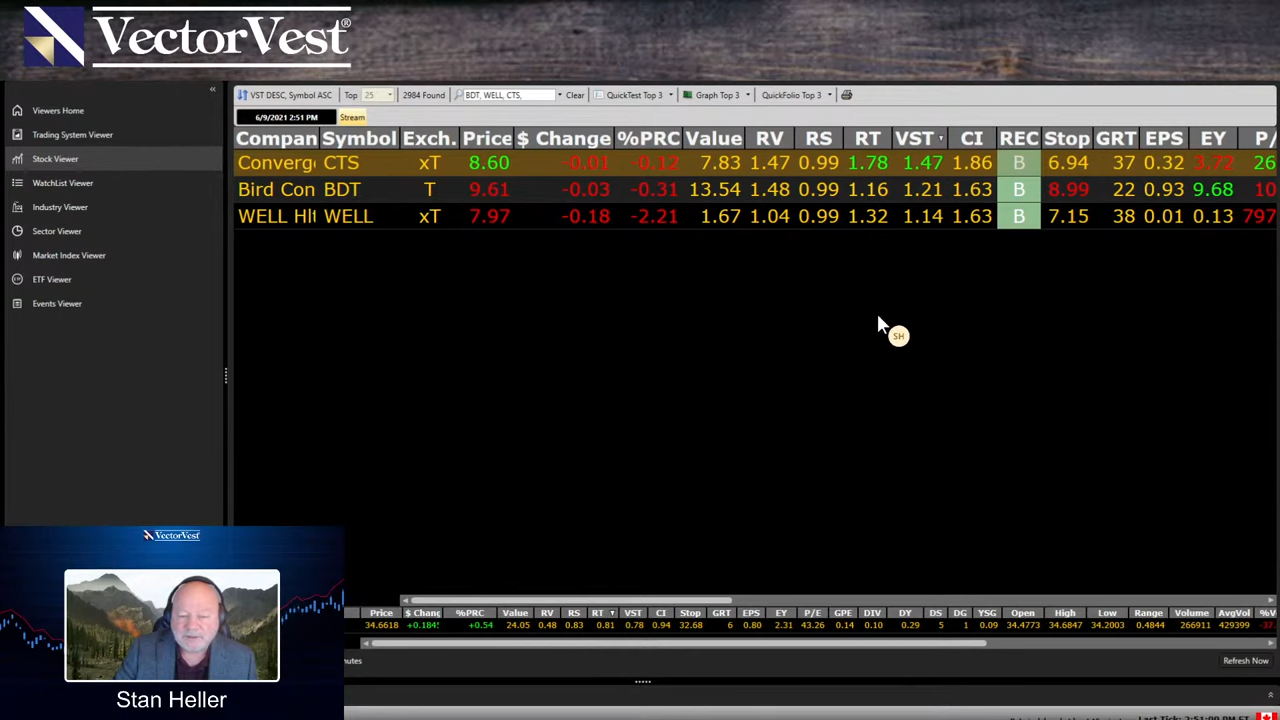 VectorVest®
«
Viewers Home
Trading System Viewer
Stock Viewer
WatchList Viewer
Industry Viewer
Sector Viewer
Market Index Viewer
ETF Viewer
Events Viewer
VST DESC, Symbol ASC Top 25 2984 Found BDT, WELL, CTS, Clear QuickTest Top 3 Graph Top 3 QuickFolio Top 3
6/9/2021 2:51 PM Stream
Compan Symbol Exch. Price $ Change %PRC Value RV RS RT VST CI REC Stop GRT EPS EY P/
Converge CTS xT 8.60 -0.01 -0.12 7.83 1.47 0.99 1.78 1.47 1.86 B 6.94 37 0.32 3.72 26
Bird Con BDT T 9.61 -0.03 -0.31 13.54 1.48 0.99 1.16 1.21 1.63 B 8.99 22 0.93 9.68 10
WELL Hlt WELL xT 7.97 -0.18 -2.21 1.67 1.04 0.99 1.32 1.14 1.63 B 7.15 38 0.01 0.13 797
SH
Price $ Chang %PRC Value RV RS RT VST CI Stop GRT EPS EY P/E GPE DIV DY DS DG YSG Open High Low Range Volume AvgVol %V
34.6618 +0.184 +0.54 24.05 0.48 0.83 0.81 0.78 0.94 32.68 6 0.80 2.31 43.26 0.14 0.10 0.29 5 1 0.09 34.4773 34.6847 34.2003 0.4844 266911 429399 -37
nutes Refresh Now
VectorVest
Stan Heller